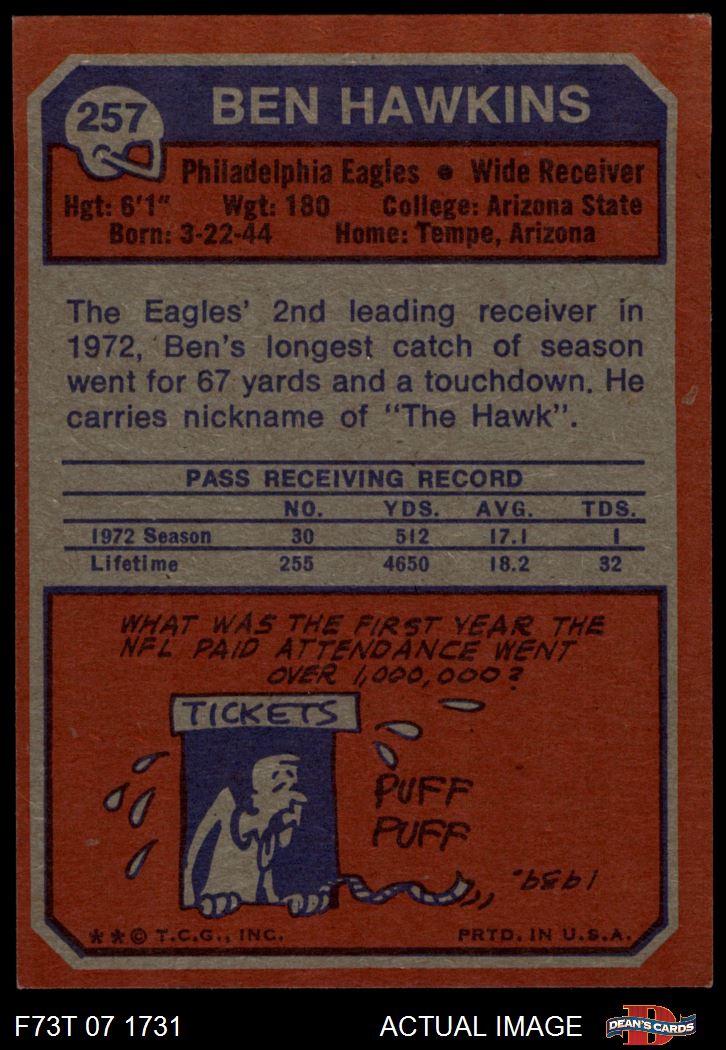 257
BEN HAWKINS
Philadelphia Eagles • Wide Receiver
Hgt: 6'1" Wgt: 180 College: Arizona State
Born: 3-22-44 Home: Tempe, Arizona
The Eagles' 2nd leading receiver in
1972, Ben's longest catch of season
went for 67 yards and a touchdown. He
carries nickname of "The Hawk".
PASS RECEIVING RECORD
NO. YDS. AVG. TDS.
1972 Season 30 512 17.1 1
Lifetime 255 4650 18.2 32
WHAT WAS THE FIRST YEAR THE
NFL PAID ATTENDANCE WENT
OVER 1,000,000?
TICKETS
PUFF
PUFF
1939.
**© T.C.G., INC. PRTD. IN U.S.A.
F73T 07 1731 ACTUAL IMAGE D DEAN'S CARDS